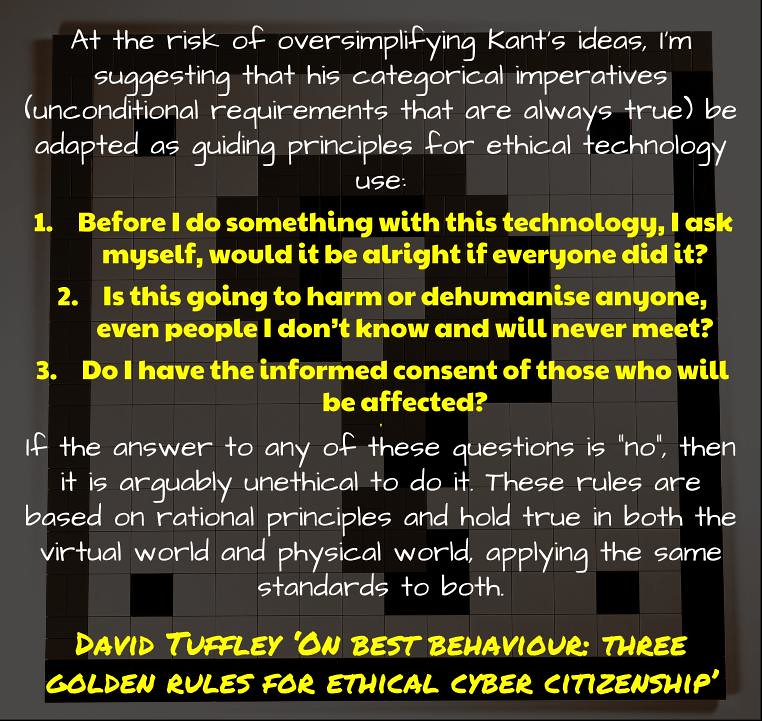 At the risk of oversimplifying Kant's ideas, I'm
suggesting that his categorical imperatives
(unconditional requirements that are always true) be
adapted as guiding principles for ethical technology
use:
1. Before I do something with this technology, I ask
myself, would it be alright if everyone did it?
2. Is this going to harm or dehumanise anyone,
even people I don't know and will never meet?
3. Do I have the informed consent of those who will
be affected?
If the answer to any of these questions is "no", then
it is arguably unethical to do it. These rules are
based on rational principles and hold true in both the
virtual world and physical world, applying the same
standards to both.
David Tuffley 'On best behaviour: three
golden rules for ethical cyber citizenship'